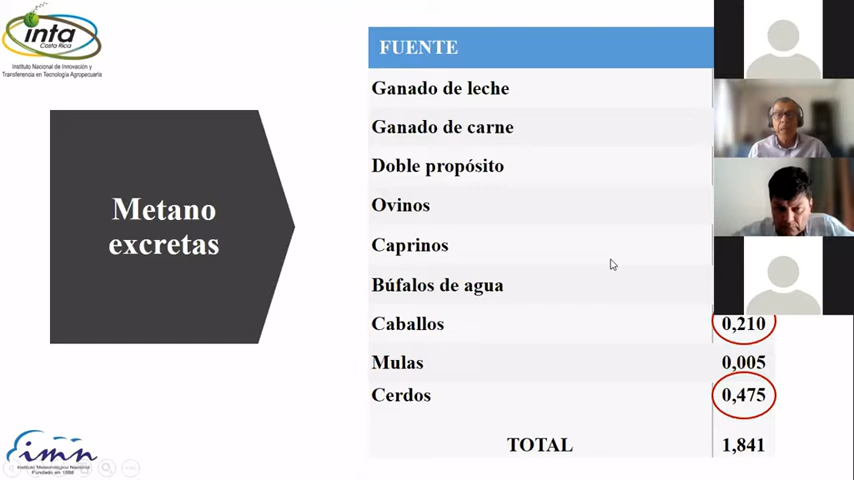 inta
Costa Rica
Instituto Nacional de Innovación y
Transferencia en Tecnología Agropecuaria
Metano
excretas
FUENTE
Ganado de leche
Ganado de carne
Doble propósito
Ovinos
Caprinos
Búfalos de agua
Caballos 0,210
Mulas 0,005
Cerdos 0,475
TOTAL 1,841
imn
Instituto Meteorológico Nacional
Fundado en 1888